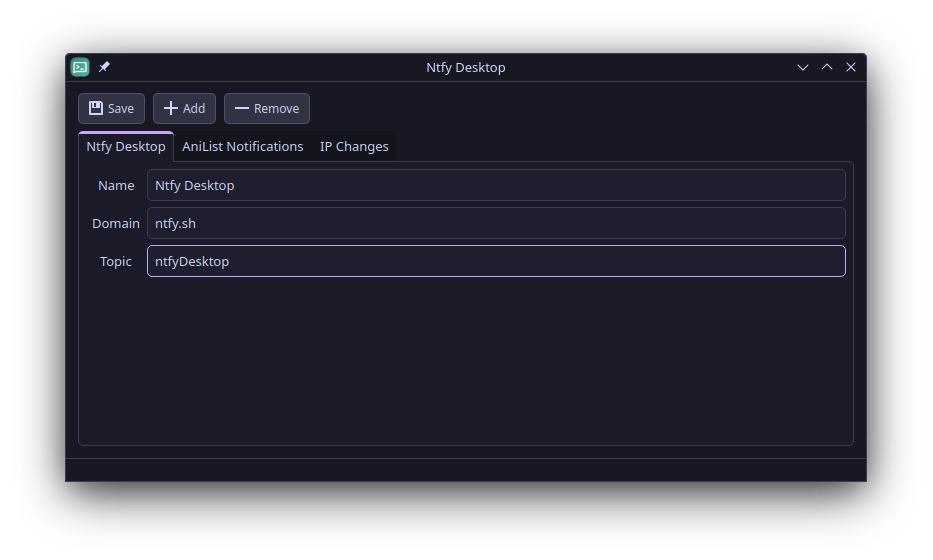 Ntfy Desktop
Save Add Remove
Ntfy Desktop AniList Notifications IP Changes
Name Ntfy Desktop
Domain ntfy.sh
Topic ntfyDesktop